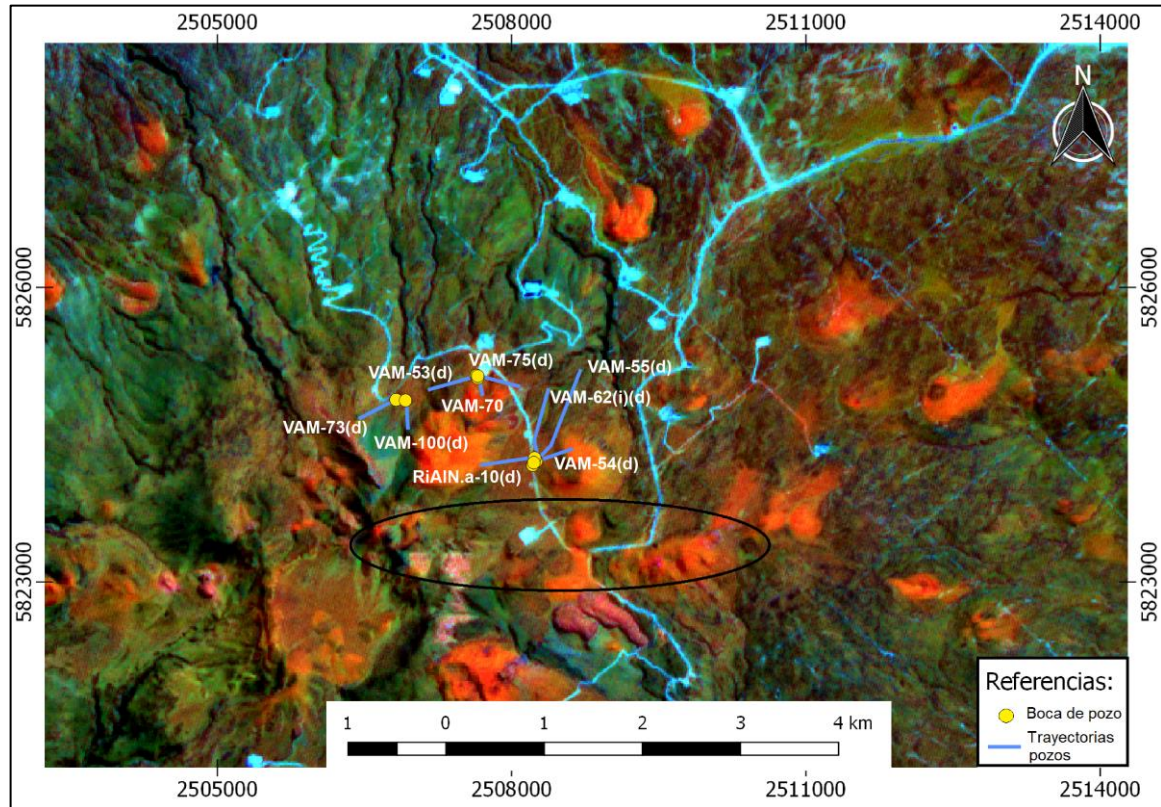 2505000
2508000
2511000
2514000
N
5826000
5826000
VAM-53(d)
VAM-75(d)
VAM-55(d)
VAM-62(i)(d)
VAM-70
VAM-73(d)
VAM-100(d)
VAM-54(d)
RiAlN.a-10(d)
5823000
5823000
Referencias:
Boca de pozo
Trayectorias
pozos
1 0 1 2 3 4 km
2505000
2508000
2511000
2514000